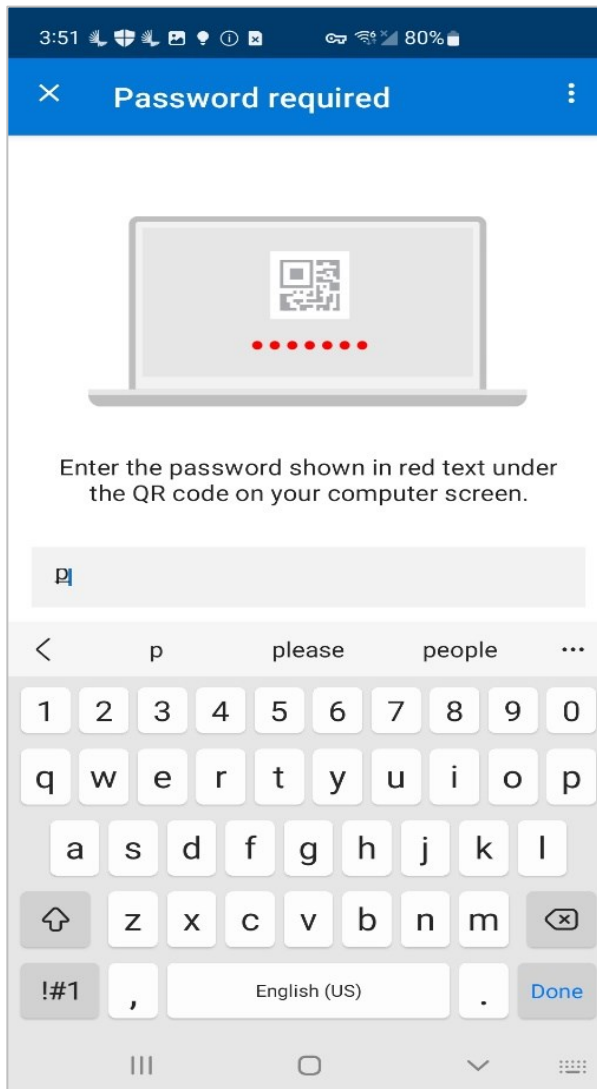 3:51 80%
Password required
Enter the password shown in red text under
the QR code on your computer screen.
p
p please people ...
1 2 3 4 5 6 7 8 9 0
q w e r t y u i o p
a s d f g h j k l
z x c v b n m
!#1 , English (US) . Done